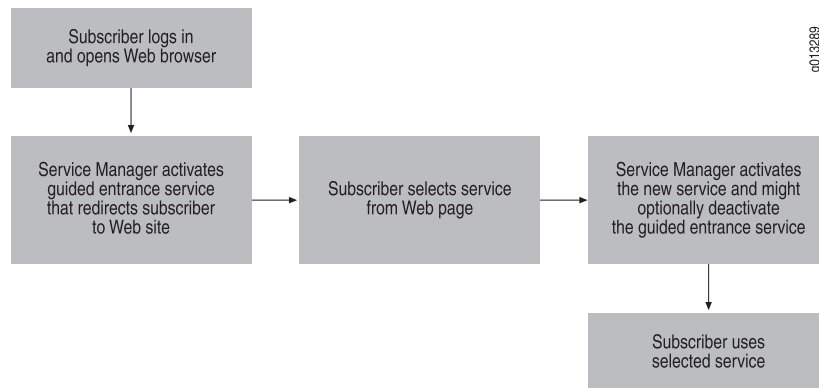 Subscriber logs in
and opens Web browser
g013289
Service Manager activates
guided entrance service
that redirects subscriber
to Web site
Subscriber selects service
from Web page
Service Manager activates
the new service and might
optionally deactivate
the guided entrance service
Subscriber uses
selected service